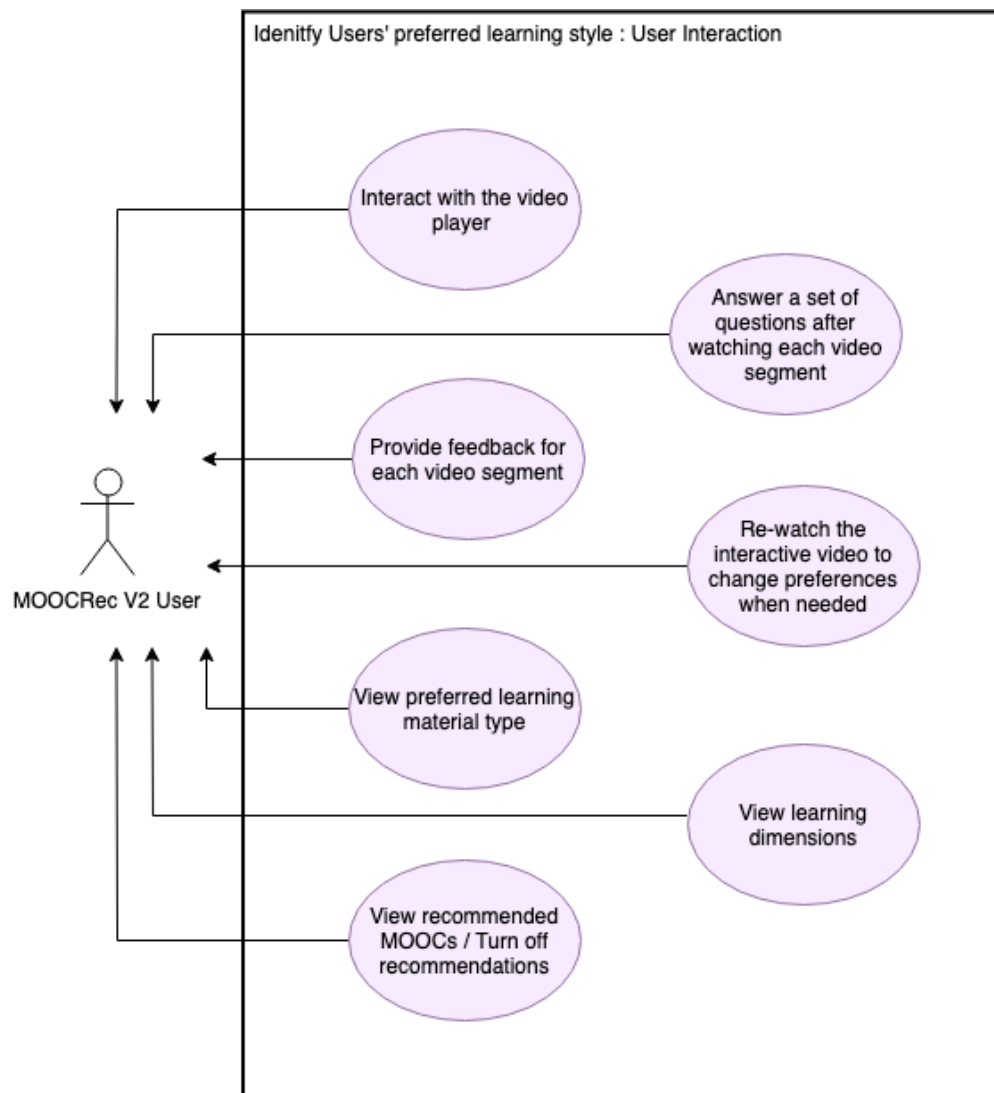 Idenitfy Users' preferred learning style : User Interaction
Interact with the video
player
Answer a set of
questions after
watching each video
segment
Provide feedback for
each video segment
Re-watch the
interactive video to
change preferences
when needed
MOOCRec V2 User
View preferred learning
material type
View learning
dimensions
View recommended
MOOCs / Turn off
recommendations